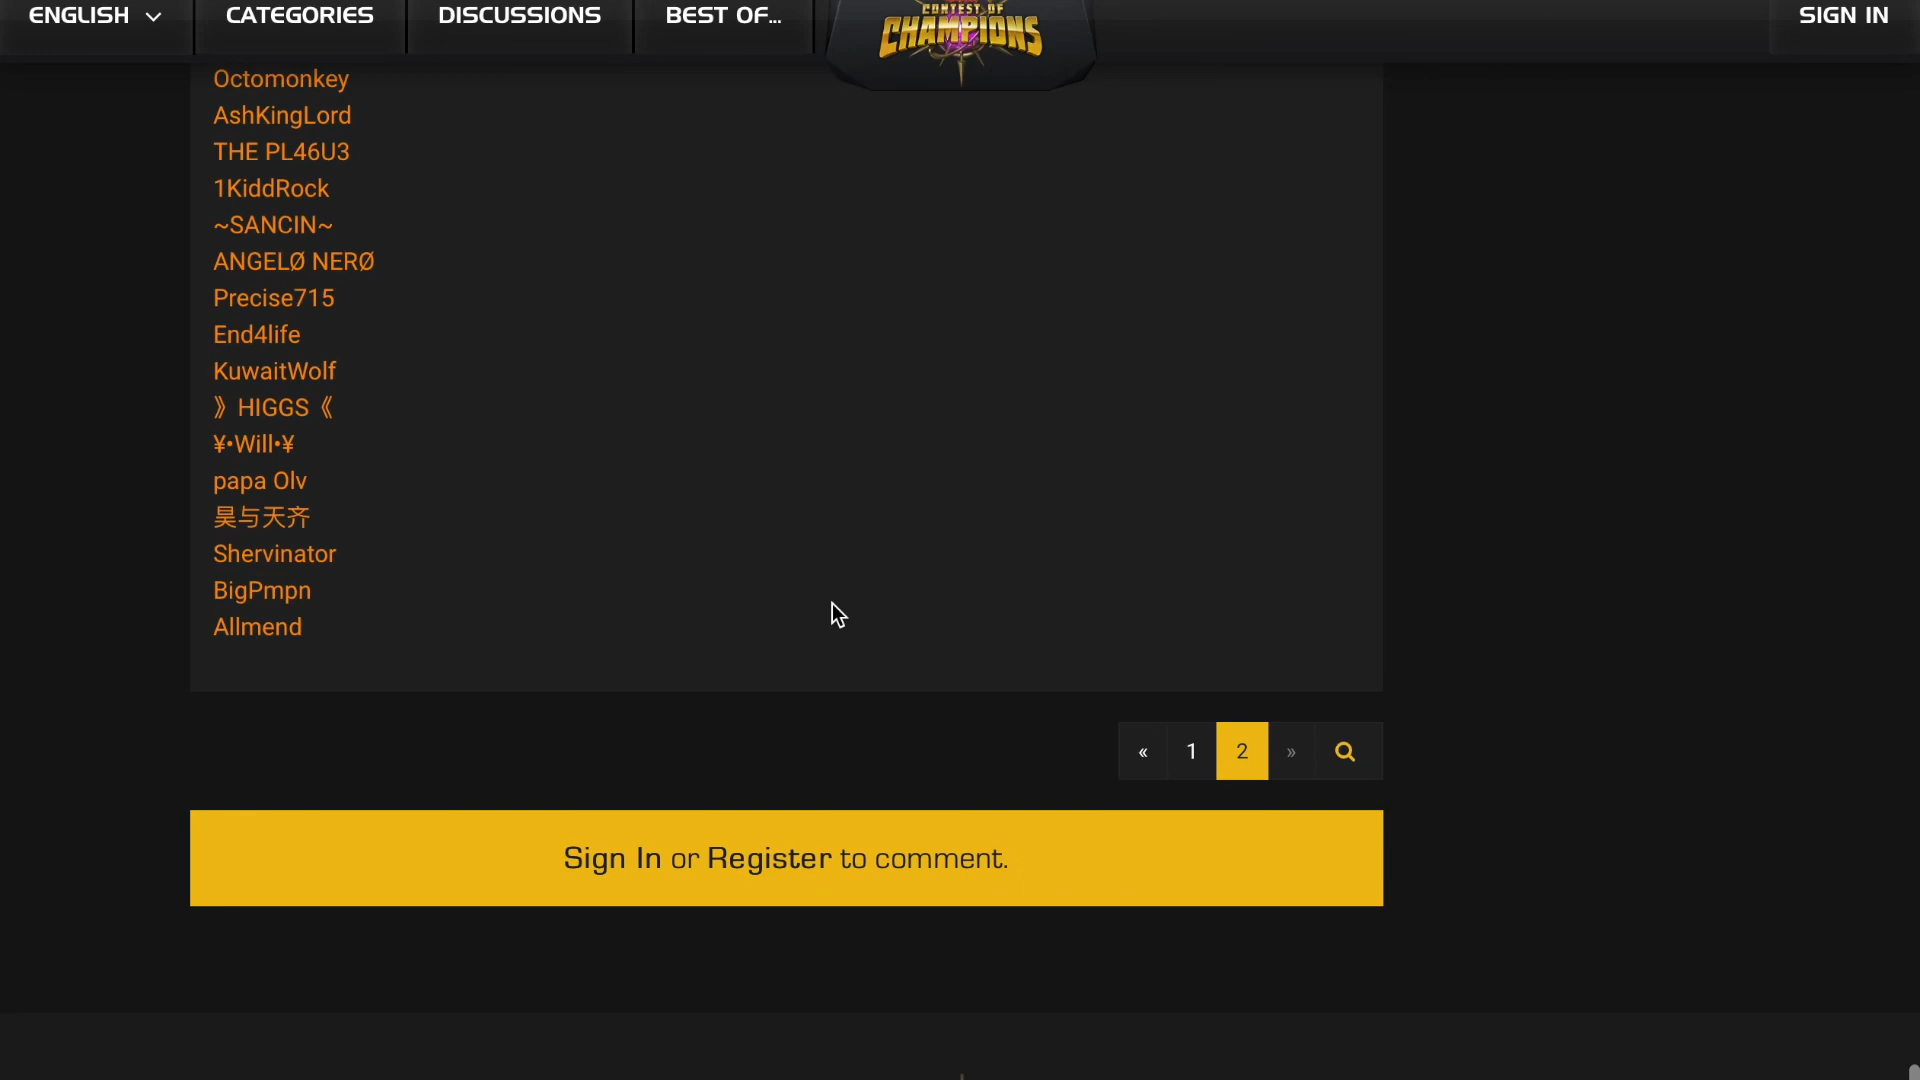 ENGLISH CATEGORIES DISCUSSIONS BEST OF... CONTEST OF CHAMPIONS SIGN IN
Octomonkey
AshKingLord
THE PL46U3
1KiddRock
~SANCIN~
ANGELØ NERØ
Precise715
End4life
KuwaitWolf
》HIGGS《
¥•Will•¥
papa Olv
昊与天齐
Shervinator
BigPmpn
Allmend
« 1 2 »
Sign In or Register to comment.